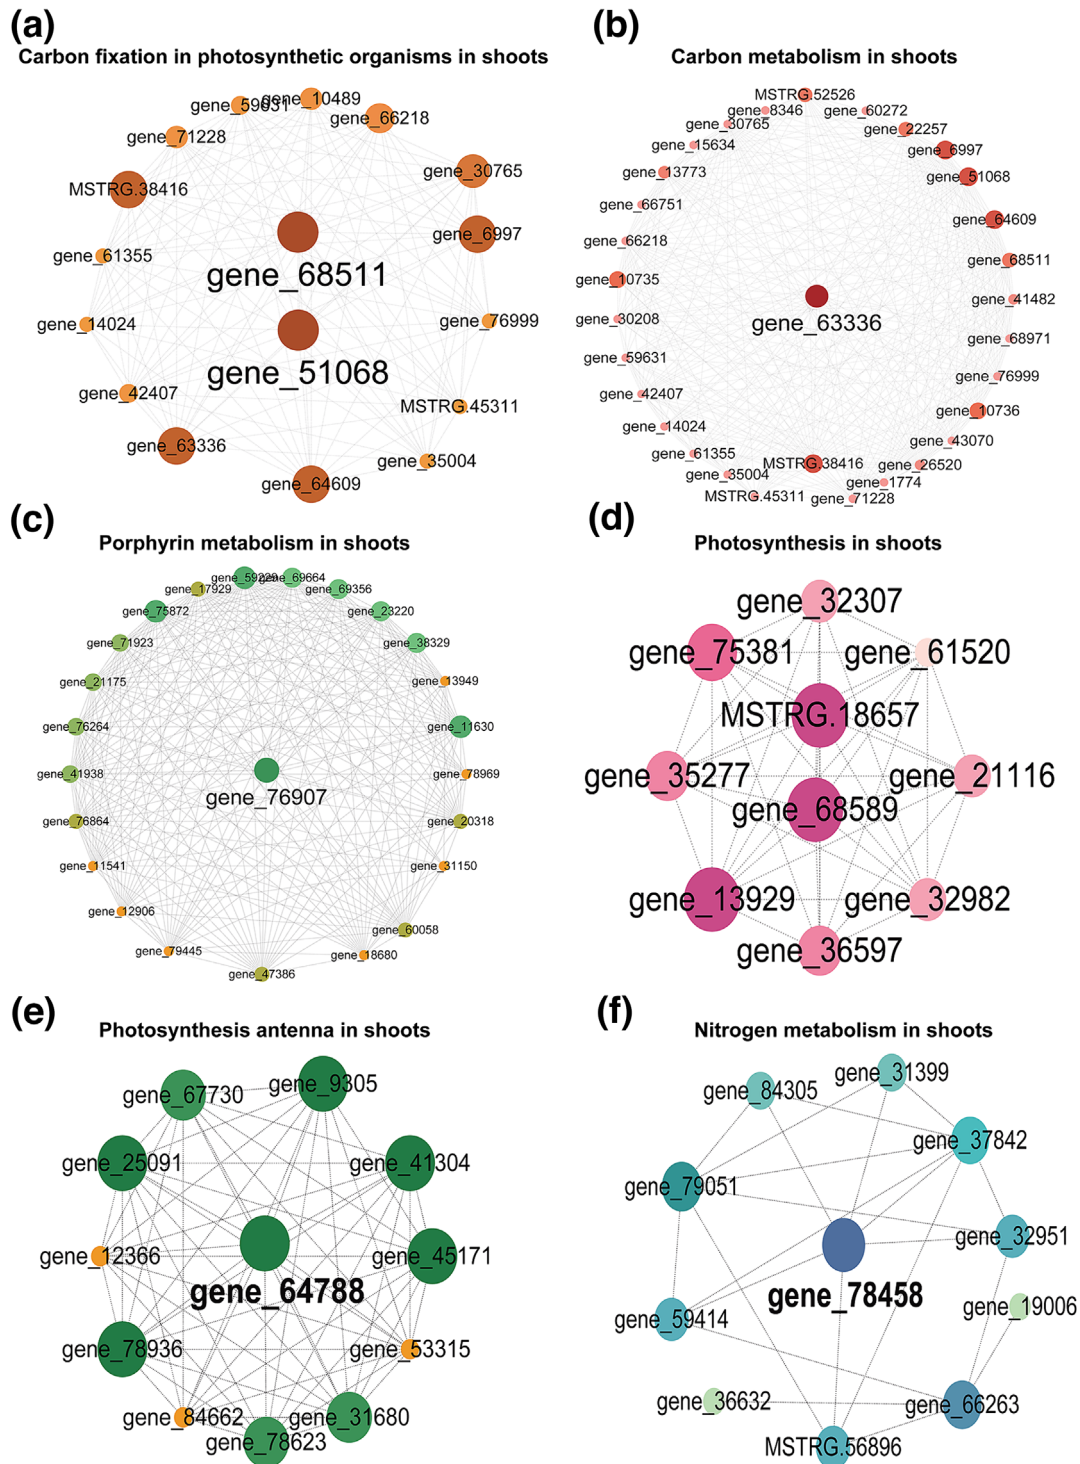 (a)
Carbon fixation in photosynthetic organisms in shoots
gene_59631
gene_10489
gene_66218
gene_71228
gene_30765
MSTRG.38416
gene_6997
gene_68511
gene_61355
gene_14024
gene_76999
gene_51068
gene_42407
MSTRG.45311
gene_63336
gene_35004
gene_64609
(b)
Carbon metabolism in shoots
MSTRG.52526
gene_8346
gene_60272
gene_30765
gene_22257
gene_15634
gene_6997
gene_13773
gene_51068
gene_66751
gene_64609
gene_66218
gene_68511
gene_10735
gene_41482
gene_30208
gene_63336
gene_68971
gene_59631
gene_76999
gene_42407
gene_10736
gene_14024
gene_43070
gene_61355
MSTRG.38416
gene_26520
gene_35004
gene_1774
MSTRG.45311
gene_71228
(c)
Porphyrin metabolism in shoots
gene_17929
gene_59229
gene_69664
gene_69356
gene_75872
gene_23220
gene_71923
gene_38329
gene_21175
gene_13949
gene_76264
gene_11630
gene_41938
gene_78969
gene_76907
gene_76864
gene_20318
gene_11541
gene_31150
gene_12906
gene_60058
gene_79445
gene_18680
gene_47386
(d)
Photosynthesis in shoots
gene_32307
gene_75381
gene_61520
MSTRG.18657
gene_35277
gene_21116
gene_68589
gene_13929
gene_32982
gene_36597
(e)
Photosynthesis antenna in shoots
gene_9305
gene_67730
gene_25091
gene_41304
gene_12366
gene_45171
gene_64788
gene_78936
gene_53315
gene_84662
gene_31680
gene_78623
(f)
Nitrogen metabolism in shoots
gene_31399
gene_84305
gene_37842
gene_79051
gene_32951
gene_78458
gene_19006
gene_59414
gene_36632
gene_66263
MSTRG.56896